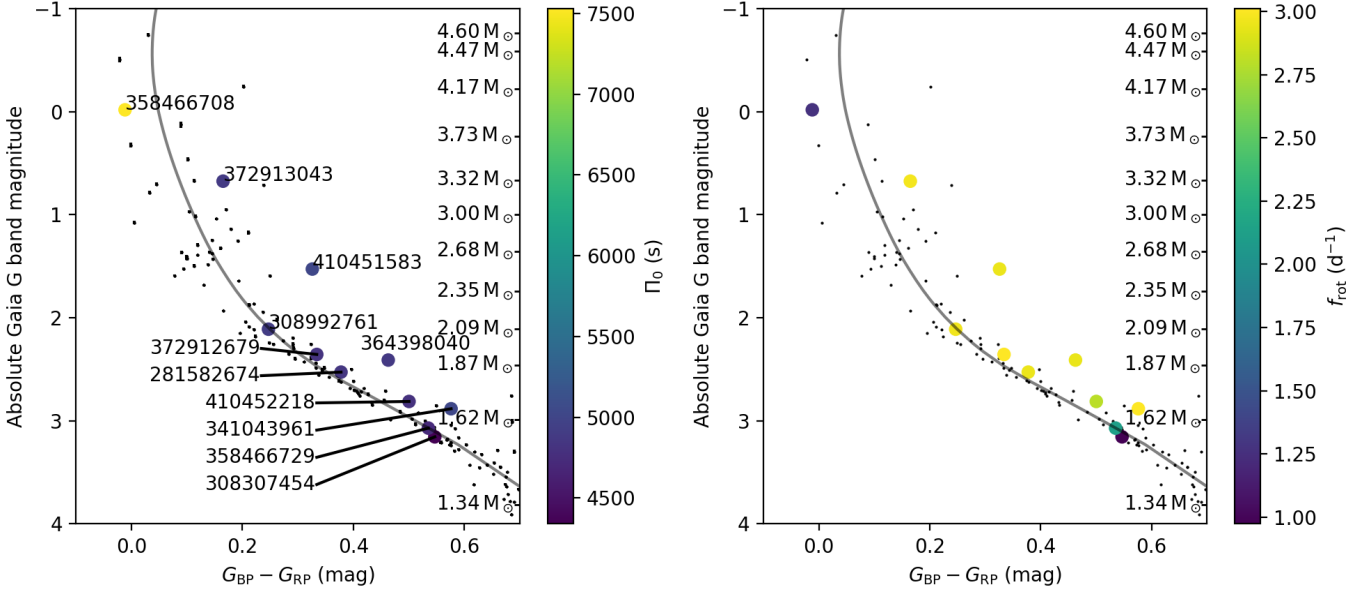 −1
0
1
2
3
4
Absolute Gaia G band magnitude
0.0
0.2
0.4
0.6
G_BP − G_RP (mag)
358466708
372913043
410451583
308992761
364398040
372912679
281582674
410452218
341043961
358466729
308307454
4.60 M⊙
4.47 M⊙
4.17 M⊙
3.73 M⊙
3.32 M⊙
3.00 M⊙
2.68 M⊙
2.35 M⊙
2.09 M⊙
1.87 M⊙
1.62 M⊙
1.34 M⊙
7500
7000
6500
6000
5500
5000
4500
Π₀ (s)
−1
0
1
2
3
4
Absolute Gaia G band magnitude
0.0
0.2
0.4
0.6
G_BP − G_RP (mag)
4.60 M⊙
4.47 M⊙
4.17 M⊙
3.73 M⊙
3.32 M⊙
3.00 M⊙
2.68 M⊙
2.35 M⊙
2.09 M⊙
1.87 M⊙
1.62 M⊙
1.34 M⊙
3.00
2.75
2.50
2.25
2.00
1.75
1.50
1.25
1.00
f_rot (d⁻¹)